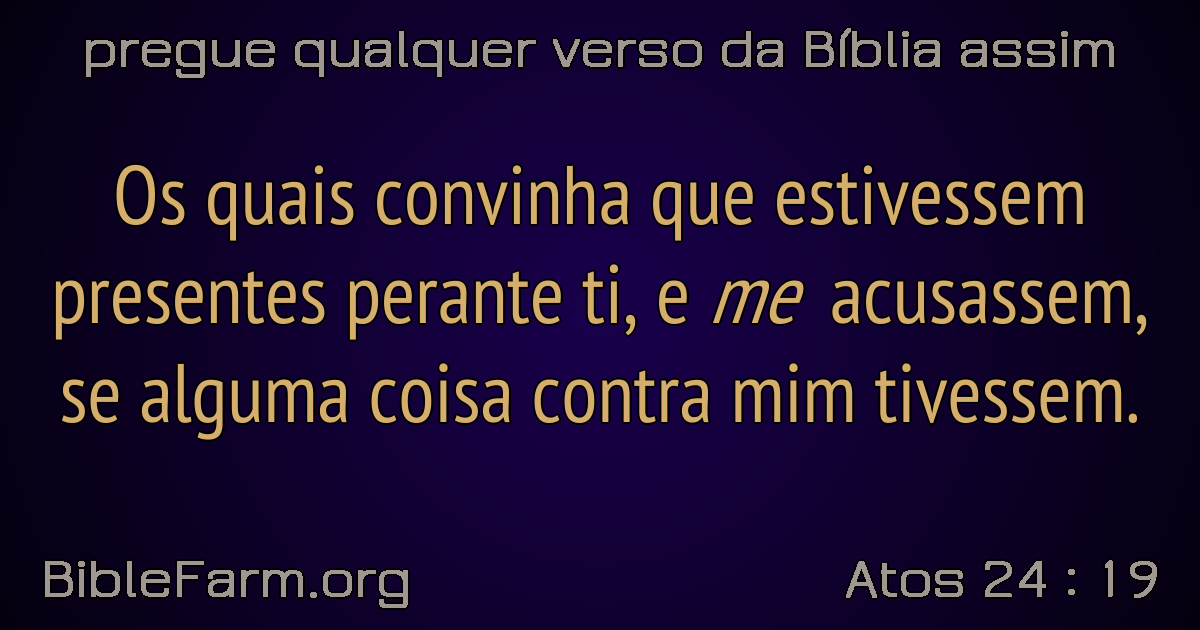 pregue qualquer verso da Bíblia assim
Os quais convinha que estivessem
presentes perante ti, e me acusassem,
se alguma coisa contra mim tivessem.
BibleFarm.org
Atos 24 : 19